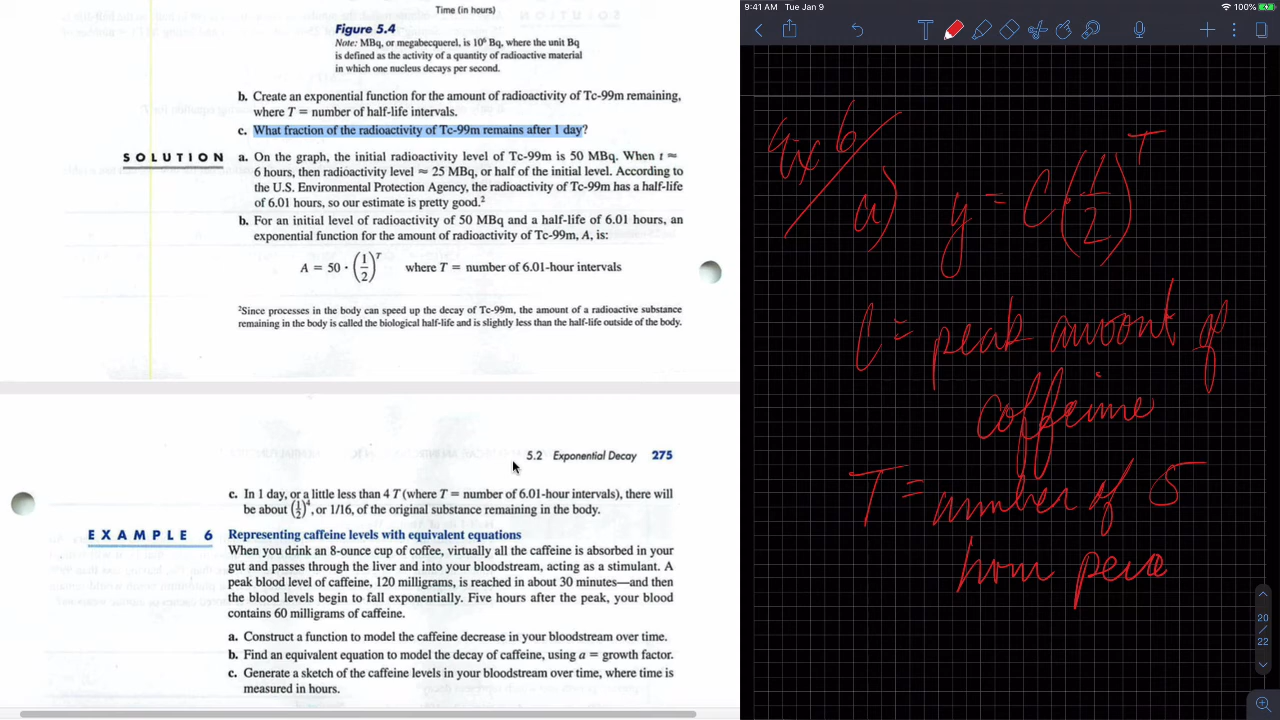 Time (in hours)
Figure 5.4
Note: MBq, or megabecquerel, is 10⁶ Bq, where the unit Bq
is defined as the activity of a quantity of radioactive material
in which one nucleus decays per second.
b. Create an exponential function for the amount of radioactivity of Tc-99m remaining,
where T = number of half-life intervals.
c. What fraction of the radioactivity of Tc-99m remains after 1 day?
SOLUTION
a. On the graph, the initial radioactivity level of Tc-99m is 50 MBq. When t ≈
6 hours, then radioactivity level ≈ 25 MBq, or half of the initial level. According to
the U.S. Environmental Protection Agency, the radioactivity of Tc-99m has a half-life
of 6.01 hours, so our estimate is pretty good.²
b. For an initial level of radioactivity of 50 MBq and a half-life of 6.01 hours, an
exponential function for the amount of radioactivity of Tc-99m, A, is:
A = 50 · (1/2)^T where T = number of 6.01-hour intervals
²Since processes in the body can speed up the decay of Tc-99m, the amount of a radioactive substance
remaining in the body is called the biological half-life and is slightly less than the half-life outside of the body.
5.2 Exponential Decay 275
c. In 1 day, or a little less than 4 T (where T = number of 6.01-hour intervals), there will
be about (1/2)⁴, or 1/16, of the original substance remaining in the body.
EXAMPLE 6 Representing caffeine levels with equivalent equations
When you drink an 8-ounce cup of coffee, virtually all the caffeine is absorbed in your
gut and passes through the liver and into your bloodstream, acting as a stimulant. A
peak blood level of caffeine, 120 milligrams, is reached in about 30 minutes—and then
the blood levels begin to fall exponentially. Five hours after the peak, your blood
contains 60 milligrams of caffeine.
a. Construct a function to model the caffeine decrease in your bloodstream over time.
b. Find an equivalent equation to model the decay of caffeine, using a = growth factor.
c. Generate a sketch of the caffeine levels in your bloodstream over time, where time is
measured in hours.
9:41 AM Tue Jan 9
100%
Ex 6
a) y = C(1/2)^T
C = peak amount of
caffeine
T = number of 5
hour
20
22